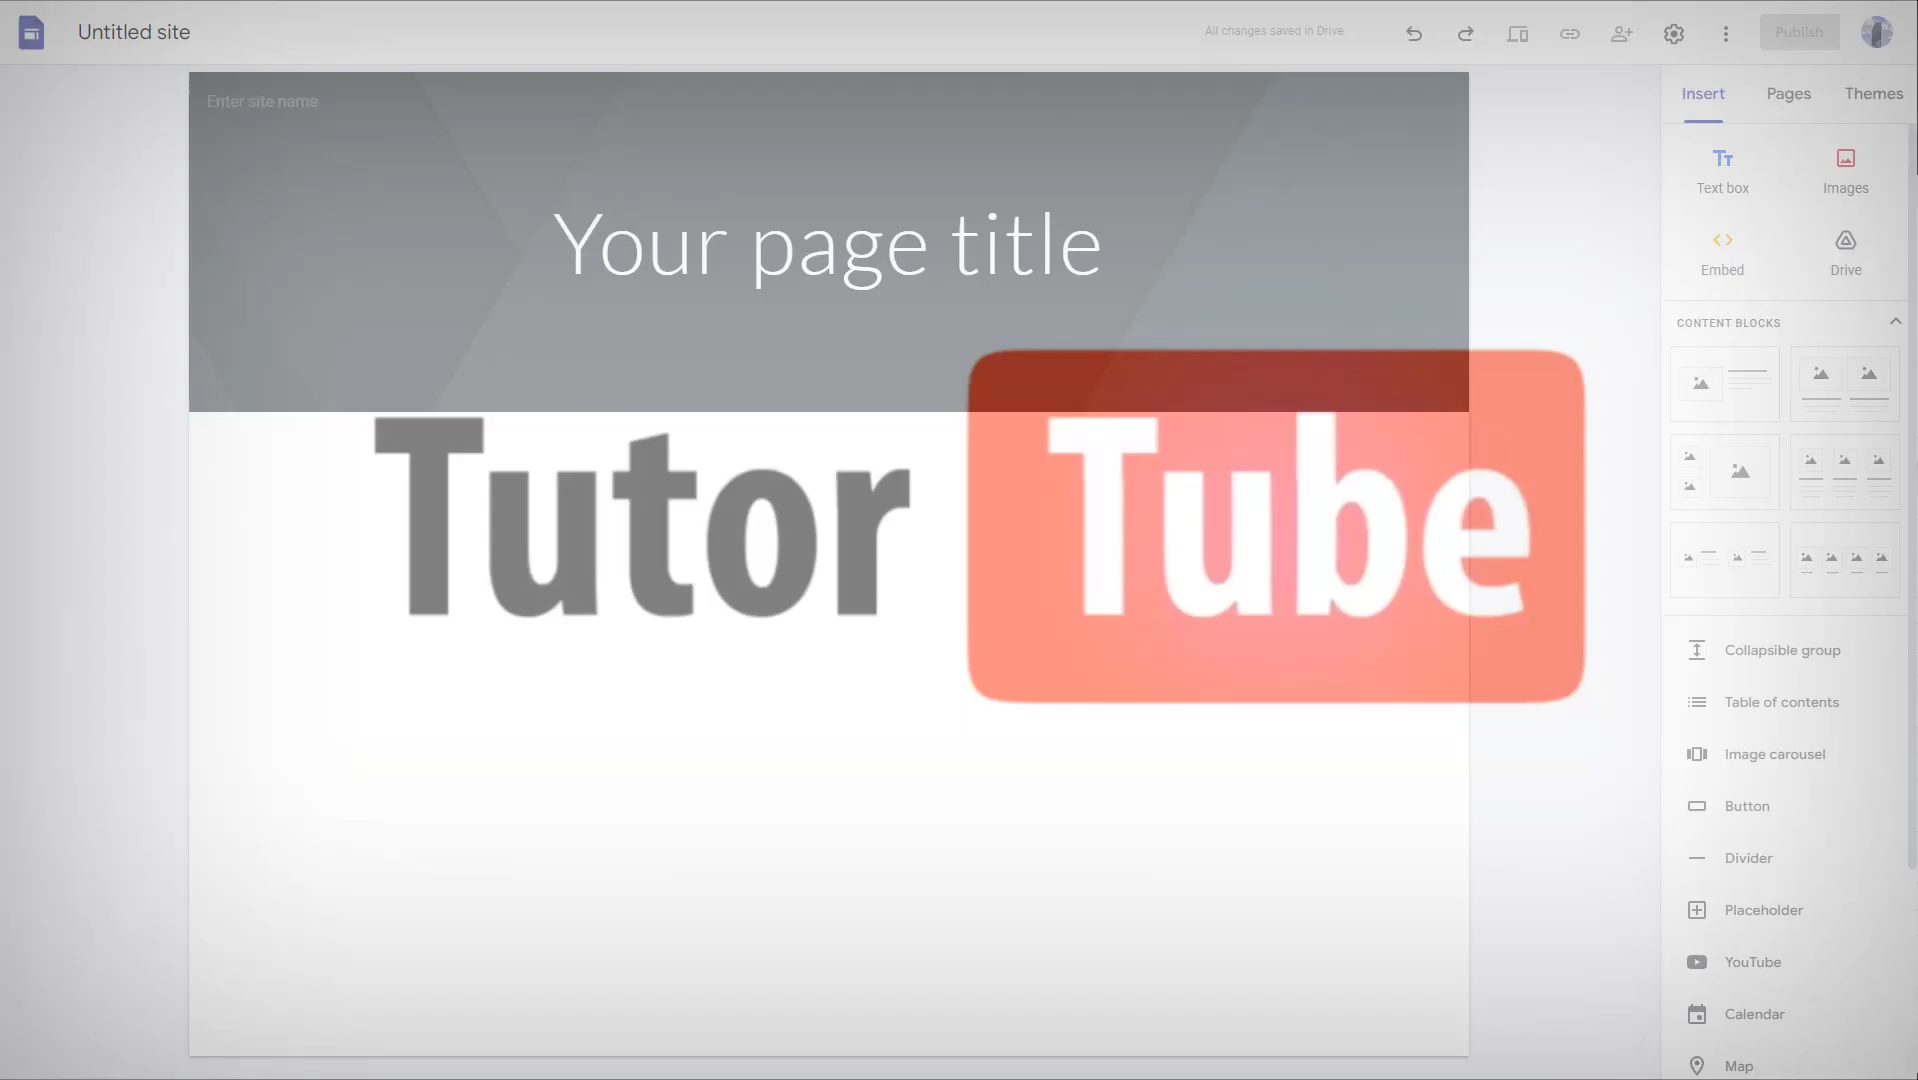 Untitled site
All changes saved in Drive
Publish
Insert Pages Themes
Enter site name
Your page title
Text box Images
Embed Drive
CONTENT BLOCKS
Tutor Tube
Collapsible group
Table of contents
Image carousel
Button
Divider
Placeholder
YouTube
Calendar
Map